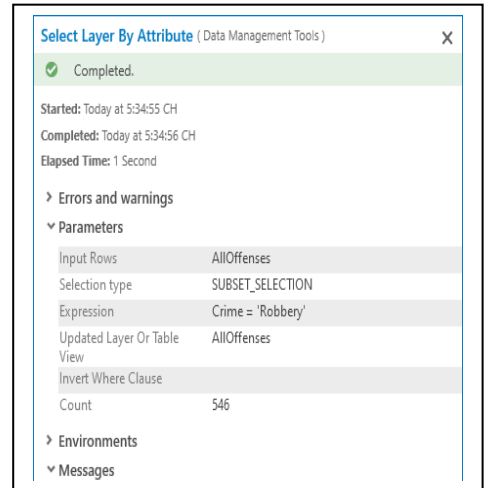 Select Layer By Attribute ( Data Management Tools )
Completed.
Started: Today at 5:34:55 CH
Completed: Today at 5:34:56 CH
Elapsed Time: 1 Second
Errors and warnings
Parameters
Input Rows AllOffenses
Selection type SUBSET_SELECTION
Expression Crime = 'Robbery'
Updated Layer Or Table AllOffenses
View
Invert Where Clause
Count 546
Environments
Messages